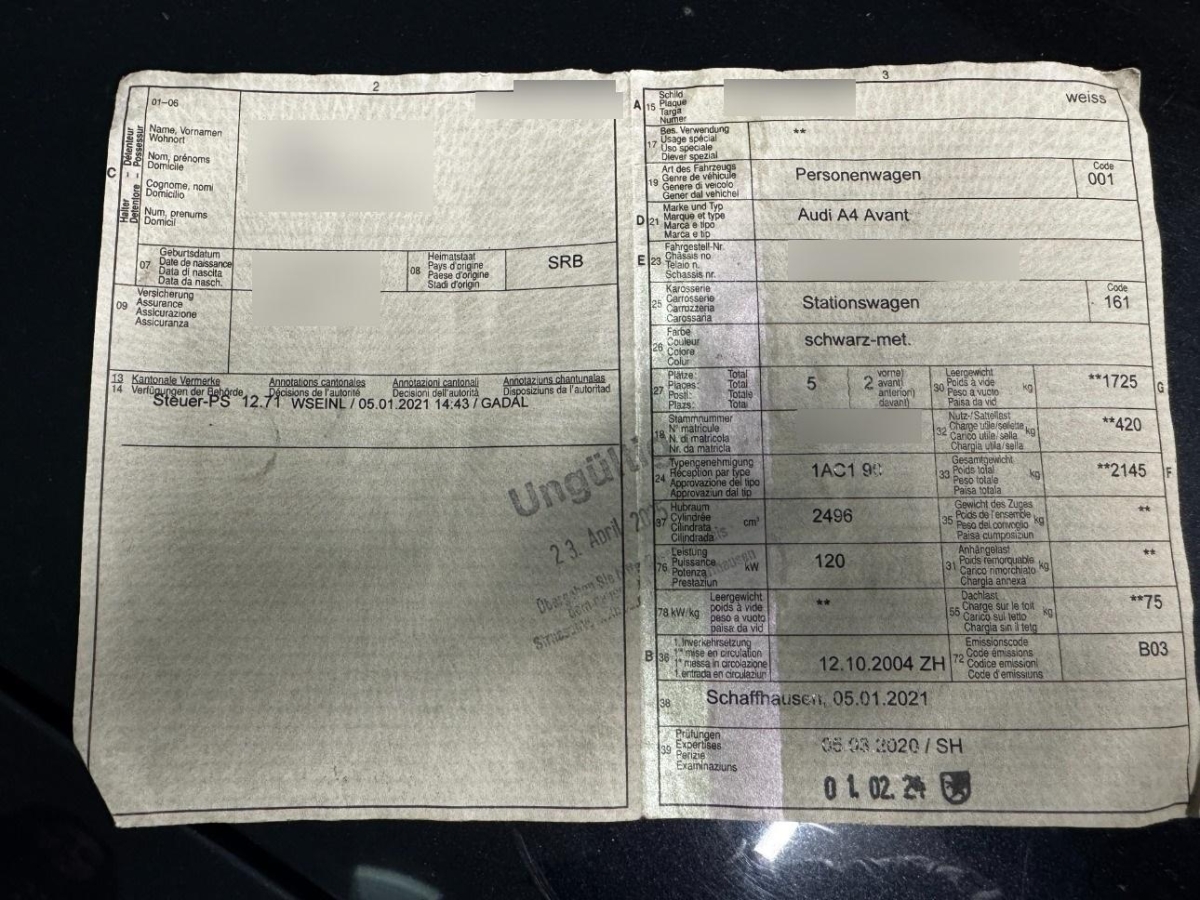 2
01–06
Halter - Détenteur
Detentore - Possessur
C
Name, Vornamen
Wohnort
Nom, prénoms
Domicile
Cognome, nomi
Domicilio
Num, prenums
Domicil
07
Geburtsdatum
Date de naissance
Data di nascita
Data da nasch.
08
Heimatstaat
Pays d'origine
Paese d'origine
Stadi d'origin
SRB
09
Versicherung
Assurance
Assicurazione
Assicuranza
13 Kantonale Vermerke Annotations cantonales Annotazioni cantonali Annotaziuns chantunalas
14 Verfügungen der Behörde Décisions de l'autorité Decisioni dell'autorità Disposiziuns da l'autoritad
Steuer-PS 12.71 WSEINL / 05.01.2021 14:43 / GADAL
Ungültig
23. April
3
A 15
Schild
Plaque
Targa
Numer
weiss
17
Bes. Verwendung
Usage spécial
Uso speciale
Diever spezial
**
19
Art des Fahrzeugs
Genre de véhicule
Genere di veicolo
Gener dal vehichel
Personenwagen
Code
001
D 21
Marke und Typ
Marque et type
Marca e tipo
Marca e tip
Audi A4 Avant
E 23
Fahrgestell-Nr.
Châssis no
Telaio n.
Schassis nr.
25
Karosserie
Carrosserie
Carrozzeria
Carossaria
Stationswagen
Code
161
26
Farbe
Couleur
Colore
Colur
schwarz-met.
27
Plätze: Total
Places: Total
Posti: Totale
Plazs: Total
5
2
vorne)
avant)
anteriori)
davant)
30
Leergewicht
Poids à vide
Peso a vuoto
Paisa da vid
kg
**1725
G
18
Stammnummer
N° matricule
N. di matricola
Nr. da matricla
32
Nutz-/Sattellast
Charge utile/sellette
Carico utile/sella
Chargia utila/sella
kg
**420
24
Typengenehmigung
Réception par type
Approvazione del tipo
Approvaziun dal tip
1AC1 9
33
Gesamtgewicht
Poids total
Peso totale
Paisa totala
kg
**2145
F
37
Hubraum
Cylindrée
Cilindrata
Cilindrada
cm³
2496
35
Gewicht des Zuges
Poids de l'ensemble
Peso del convoglio
Paisa cumposiziun
kg
**
76
Leistung
Puissance
Potenza
Prestaziun
kW
120
31
Anhängelast
Poids remorquable
Carico rimorchiato
Chargia annexa
kg
**
78 kW/kg
Leergewicht
poids à vide
peso a vuoto
paisa da vid
**
55
Dachlast
Charge sur le toit
Carico sul tetto
Chargia sin il tetg
kg
**75
B 36
1. Inverkehrsetzung
1re mise en circulation
1a messa in circolazione
1. entrada en circulaziun
12.10.2004 ZH
72
Emissionscode
Code émissions
Codice emissioni
Code d'emissiuns
B03
38
Schaffhausen, 05.01.2021
39
Prüfungen
Expertises
Perizie
Examinaziuns
06.03.2020 / SH
01.02.24